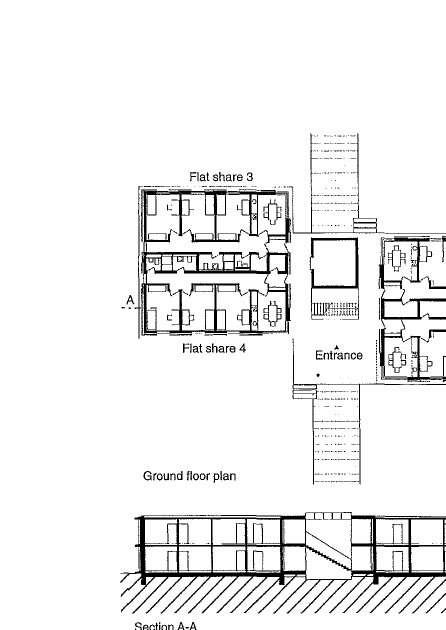 Flat share 3
A
Flat share 4
Entrance
Ground floor plan
Section A-A